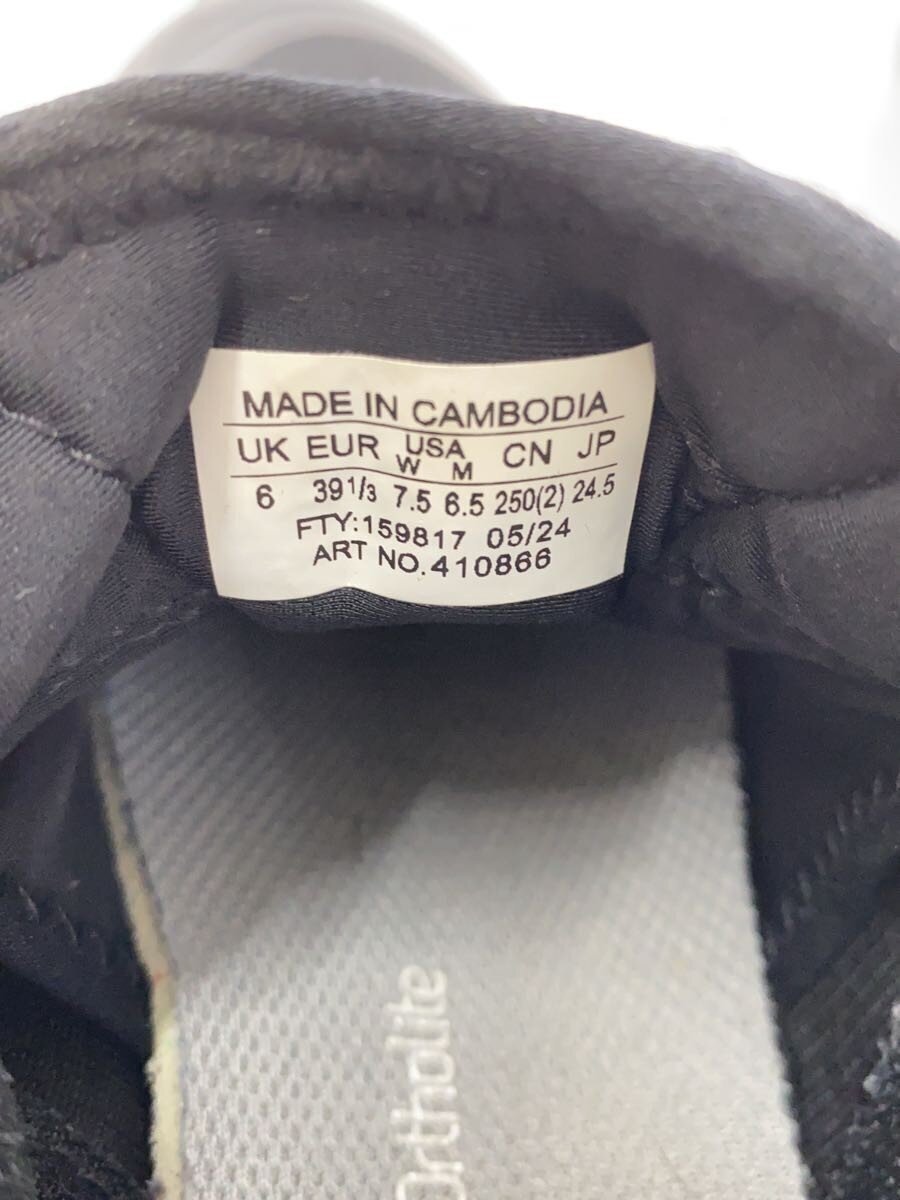 MADE IN CAMBODIA
UK EUR USA W M CN JP
6 39 1/3 7.5 6.5 250(2) 24.5
FTY:159817 05/24
ART NO.410866
Ortholite